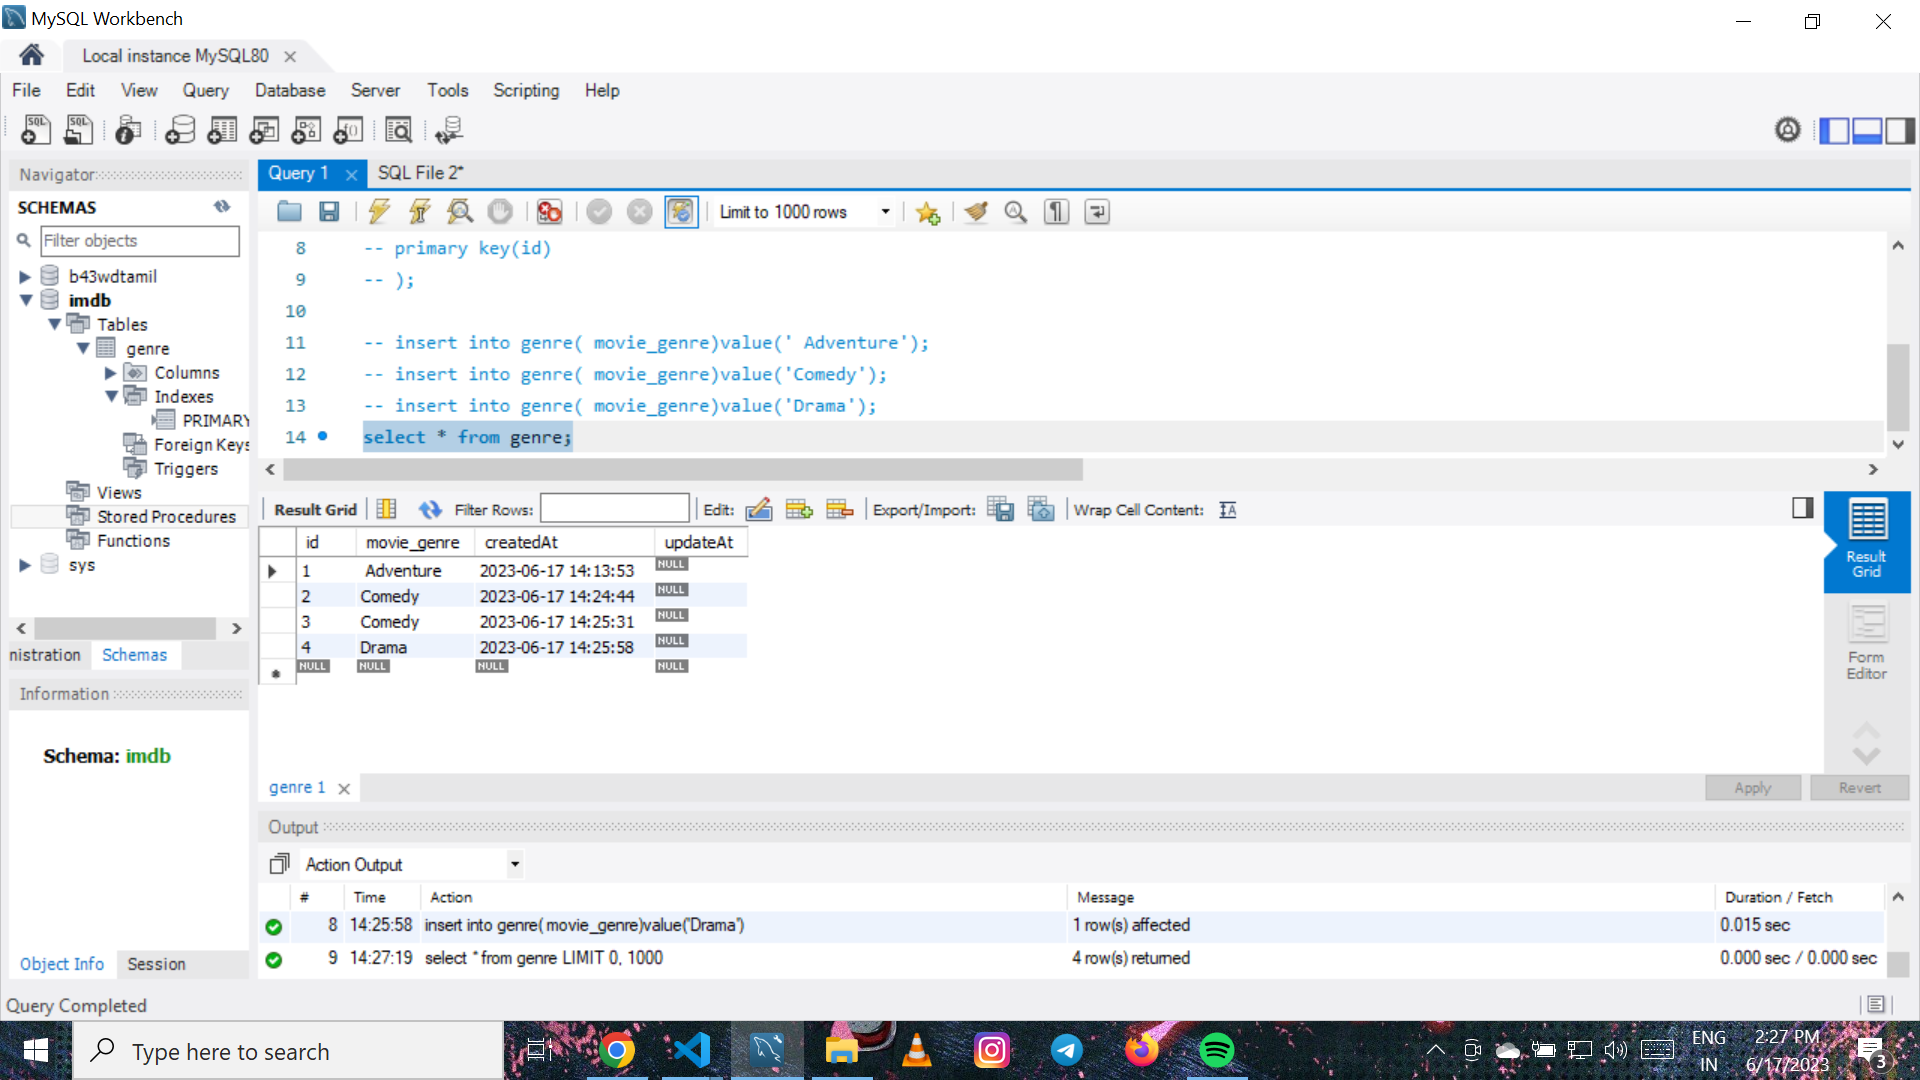 MySQL Workbench
Local instance MySQL80
File Edit View Query Database Server Tools Scripting Help
Navigator
SCHEMAS
Filter objects
b43wdtamil
imdb
Tables
genre
Columns
Indexes
PRIMARY
Foreign Keys
Triggers
Views
Stored Procedures
Functions
sys
nistration Schemas
Information
Schema: imdb
Object Info Session
Query 1 SQL File 2*
Limit to 1000 rows
8 -- primary key(id)
9 -- );
10
11 -- insert into genre( movie_genre)value(' Adventure');
12 -- insert into genre( movie_genre)value('Comedy');
13 -- insert into genre( movie_genre)value('Drama');
14 select * from genre;
Result Grid Filter Rows: Edit: Export/Import: Wrap Cell Content:
id movie_genre createdAt updateAt
1 Adventure 2023-06-17 14:13:53 NULL
2 Comedy 2023-06-17 14:24:44 NULL
3 Comedy 2023-06-17 14:25:31 NULL
4 Drama 2023-06-17 14:25:58 NULL
NULL NULL NULL NULL
Result
Grid
Form
Editor
genre 1
Apply Revert
Output
Action Output
# Time Action Message Duration / Fetch
8 14:25:58 insert into genre( movie_genre)value('Drama') 1 row(s) affected 0.015 sec
9 14:27:19 select * from genre LIMIT 0, 1000 4 row(s) returned 0.000 sec / 0.000 sec
Query Completed
Type here to search
ENG
IN
2:27 PM
6/17/2023
3